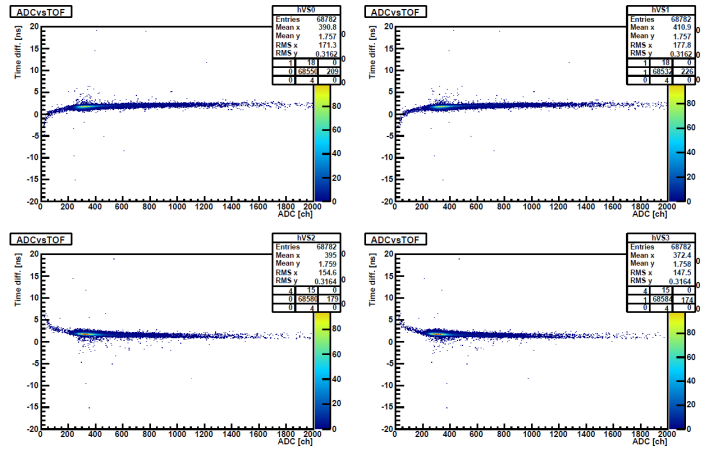 ADCvsTOF
hVS0
Entries 68782
Mean x 390.8
Mean y 1.757
RMS x 171.3
RMS y 0.3162
1 18 0
0 68550 209
0 4 0
Time diff. [ns]
20
15
10
5
0
-5
-10
-15
-20
0 200 400 600 800 1000 1200 1400 1600 1800 2000
ADC [ch]
80
60
40
20
0
ADCvsTOF
hVS1
Entries 68782
Mean x 410.9
Mean y 1.757
RMS x 177.8
RMS y 0.3162
1 18 0
1 68532 226
0 4 0
Time diff. [ns]
20
15
10
5
0
-5
-10
-15
-20
0 200 400 600 800 1000 1200 1400 1600 1800 2000
ADC [ch]
80
60
40
20
0
ADCvsTOF
hVS2
Entries 68782
Mean x 395
Mean y 1.759
RMS x 154.6
RMS y 0.3164
4 15 0
0 68580 179
0 4 0
Time diff. [ns]
20
15
10
5
0
-5
-10
-15
-20
0 200 400 600 800 1000 1200 1400 1600 1800 2000
ADC [ch]
80
60
40
20
0
ADCvsTOF
hVS3
Entries 68782
Mean x 372.4
Mean y 1.758
RMS x 147.5
RMS y 0.3164
4 15 0
1 68584 174
0 4 0
Time diff. [ns]
20
15
10
5
0
-5
-10
-15
-20
0 200 400 600 800 1000 1200 1400 1600 1800 2000
ADC [ch]
80
60
40
20
0